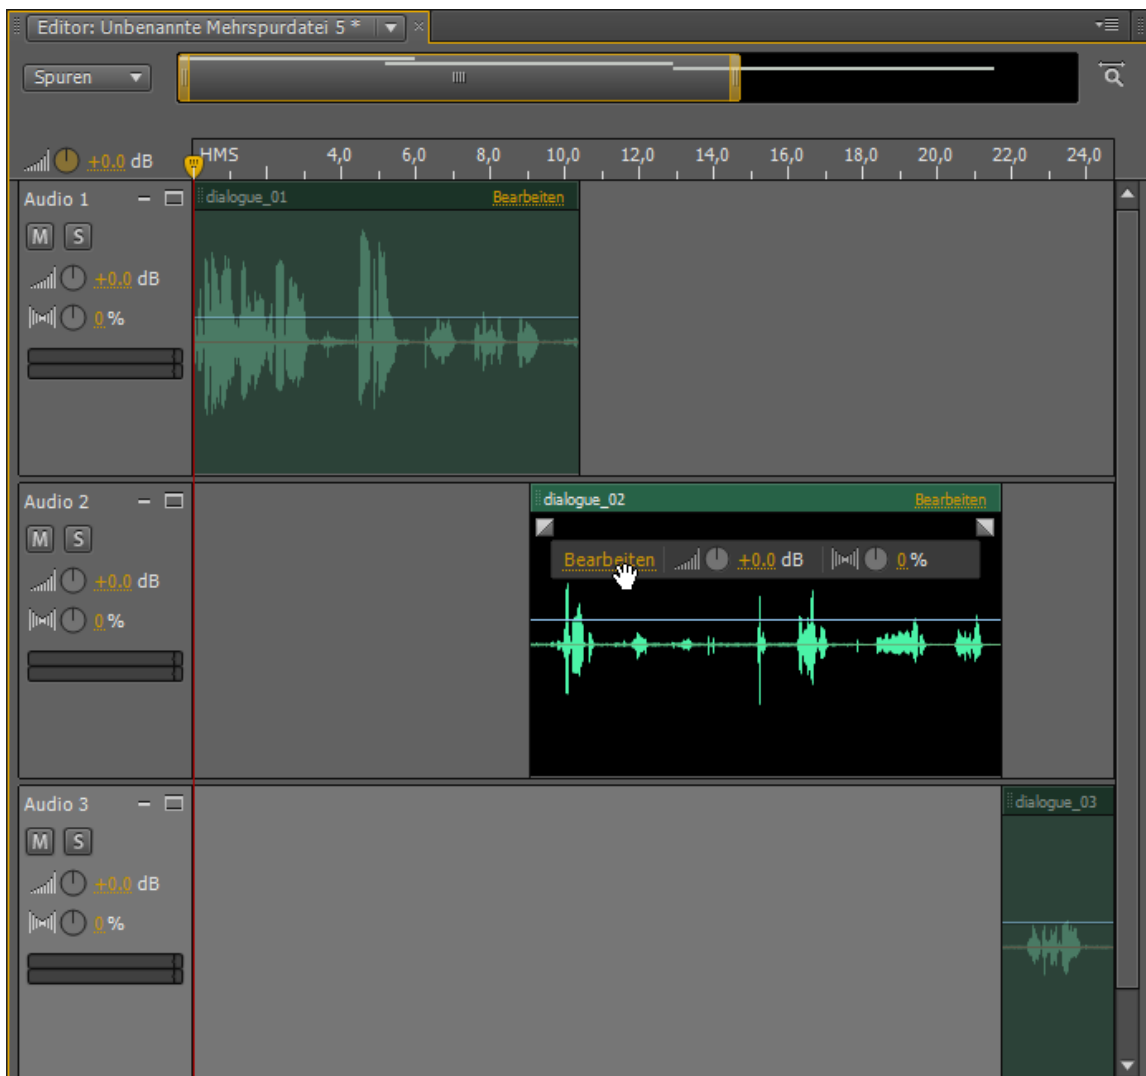 Editor: Unbenannte Mehrspurdatei 5 *
Spuren
+0.0 dB
HMS 4,0 6,0 8,0 10,0 12,0 14,0 16,0 18,0 20,0 22,0 24,0
Audio 1
dialogue_01 Bearbeiten
M S
+0.0 dB
0 %
Audio 2
dialogue_02 Bearbeiten
M S
Bearbeiten +0.0 dB 0 %
+0.0 dB
0 %
Audio 3
dialogue_03
M S
+0.0 dB
0 %